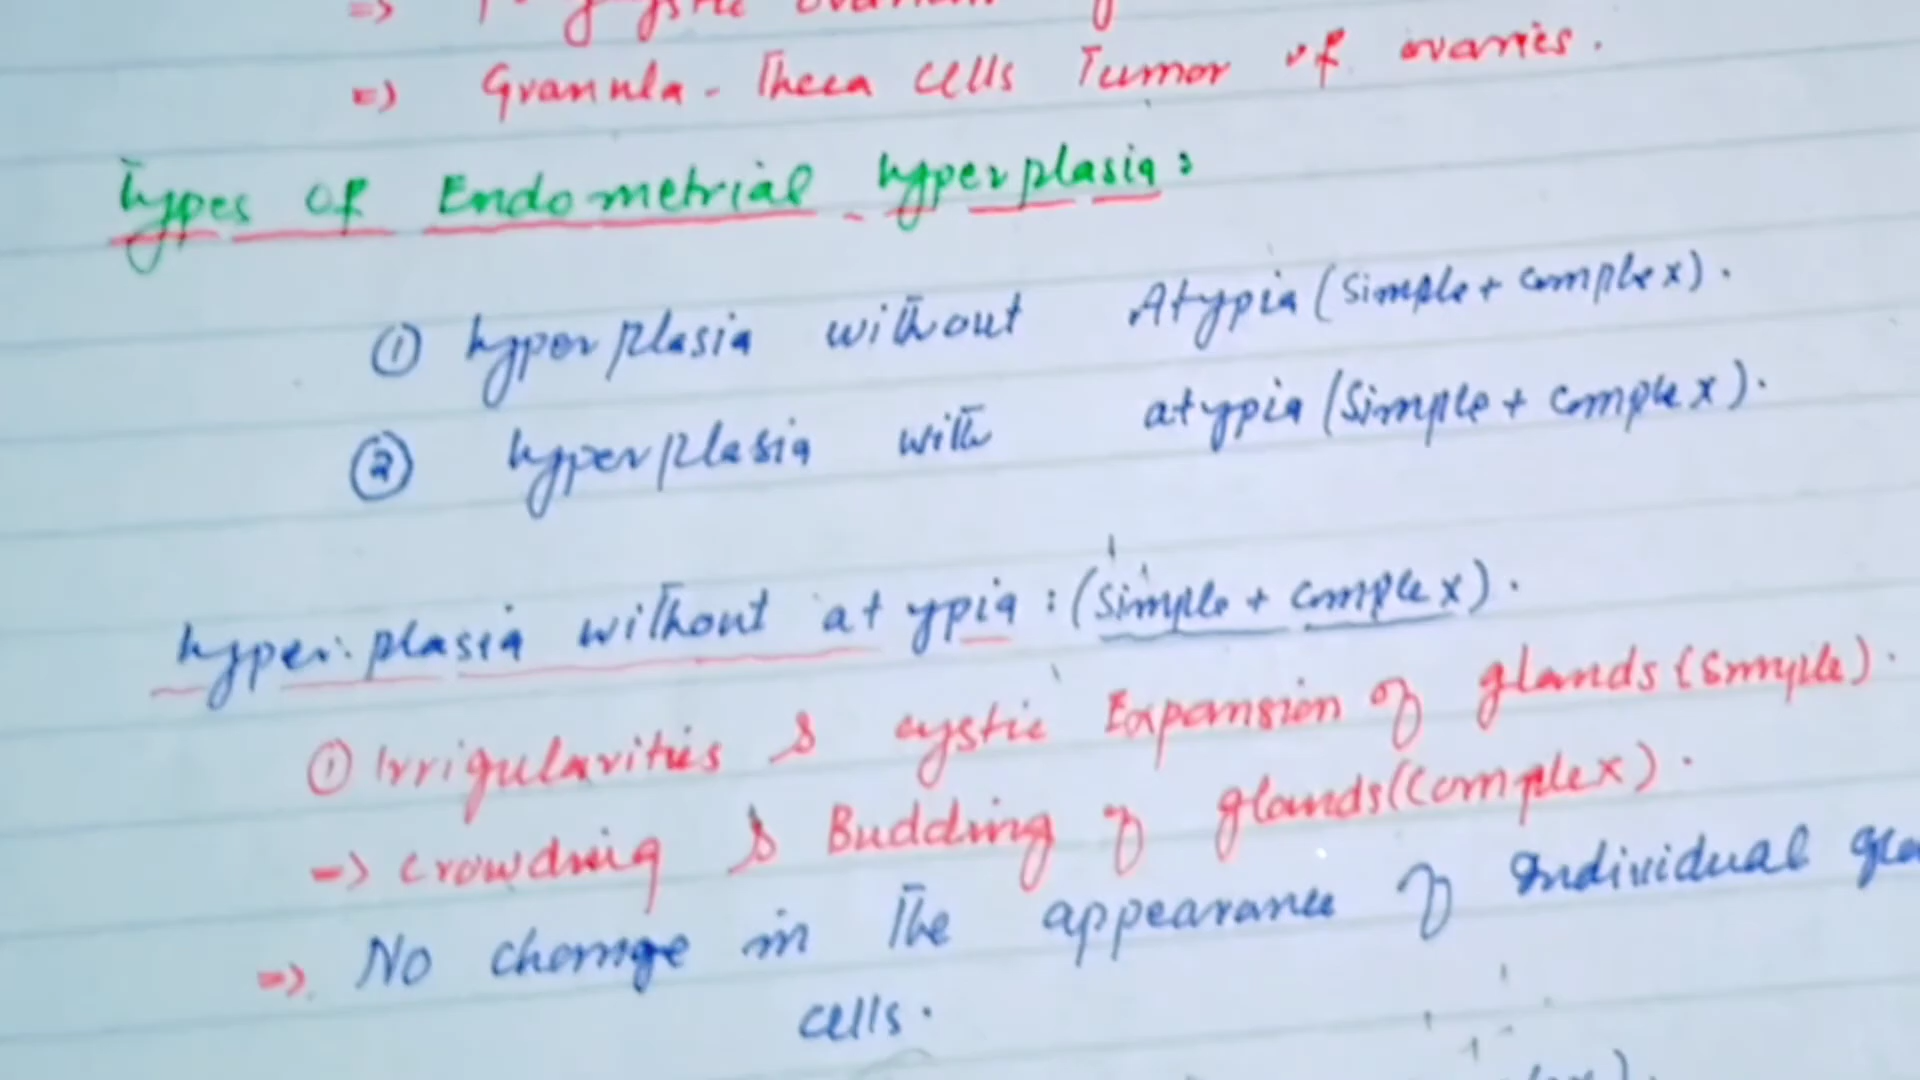 => cystic ovarian
=> Granula - Theca cells Tumor of ovaries.
Types of Endometrial hyperplasia:
① hyperplasia without Atypia (Simple + complex).
② hyperplasia with atypia (Simple + complex).
hyperplasia without atypia : (Simple + complex).
① Irrigularities & cystic Expansion of glands (Simple).
=> Crowding & Budding of glands (Complex).
=> No change in The appearance of Individual
cells.